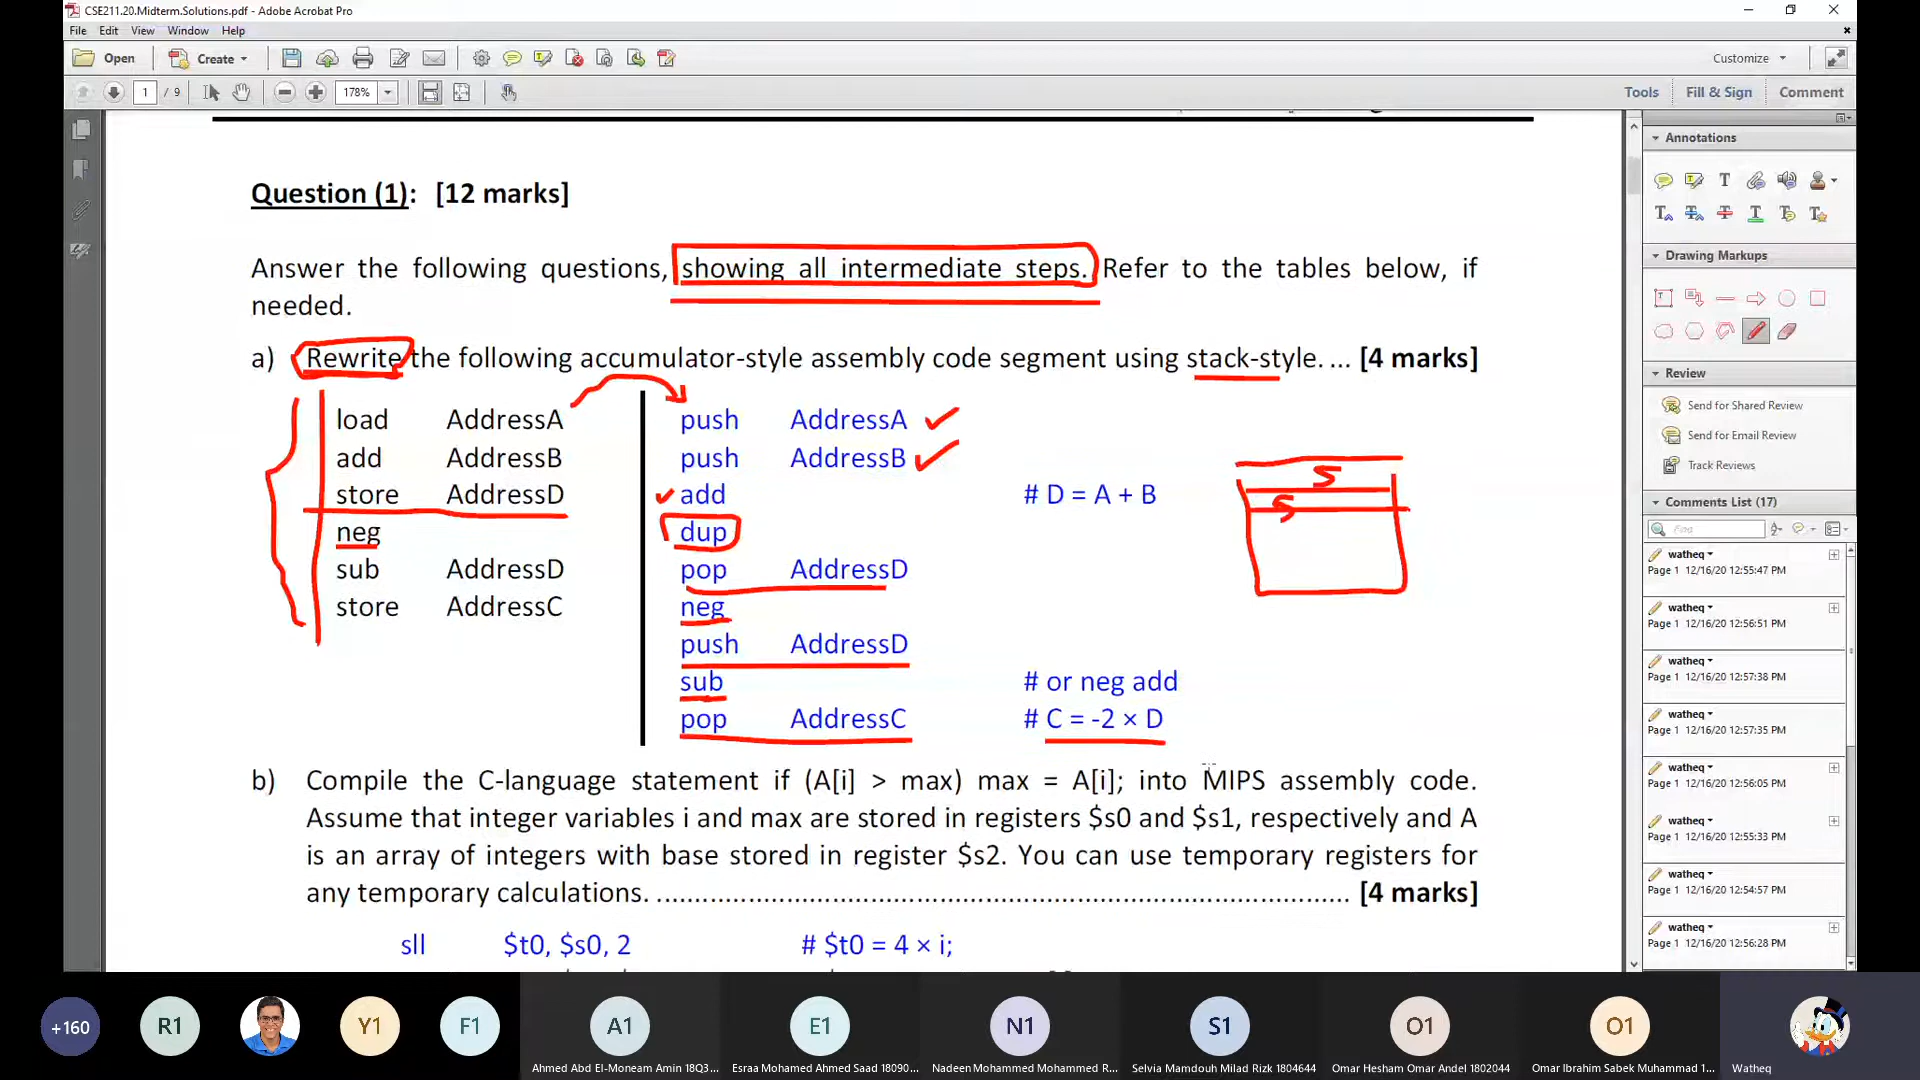 CSE211.20.Midterm.Solutions.pdf - Adobe Acrobat Pro
File Edit View Window Help
Open Create Customize
1 / 9 178% Tools Fill & Sign Comment
Question (1): [12 marks]
Answer the following questions, showing all intermediate steps. Refer to the tables below, if
needed.
a) Rewrite the following accumulator-style assembly code segment using stack-style. ... [4 marks]
load AddressA push AddressA
add AddressB push AddressB
store AddressD add # D = A + B
neg dup
sub AddressD pop AddressD
store AddressC neg
push AddressD
sub # or neg add
pop AddressC # C = -2 × D
S
S
b) Compile the C-language statement if (A[i] > max) max = A[i]; into MIPS assembly code.
Assume that integer variables i and max are stored in registers $s0 and $s1, respectively and A
is an array of integers with base stored in register $s2. You can use temporary registers for
any temporary calculations. ........................................................................................ [4 marks]
sll $t0, $s0, 2 # $t0 = 4 × i;
Annotations
Drawing Markups
Review
Send for Shared Review
Send for Email Review
Track Reviews
Comments List (17)
watheq
Page 1 12/16/20 12:55:47 PM
watheq
Page 1 12/16/20 12:56:51 PM
watheq
Page 1 12/16/20 12:57:38 PM
watheq
Page 1 12/16/20 12:57:35 PM
watheq
Page 1 12/16/20 12:56:05 PM
watheq
Page 1 12/16/20 12:55:33 PM
watheq
Page 1 12/16/20 12:54:57 PM
watheq
Page 1 12/16/20 12:56:28 PM
+160 R1 Y1 F1 A1 E1 N1 S1 O1 O1
Ahmed Abd El-Moneam Amin 18Q3... Esraa Mohamed Ahmed Saad 18090... Nadeen Mohammed Mohammed R... Selvia Mamdouh Milad Rizk 1804644 Omar Hesham Omar Andel 1802044 Omar Ibrahim Sabek Muhammad 1... Watheq